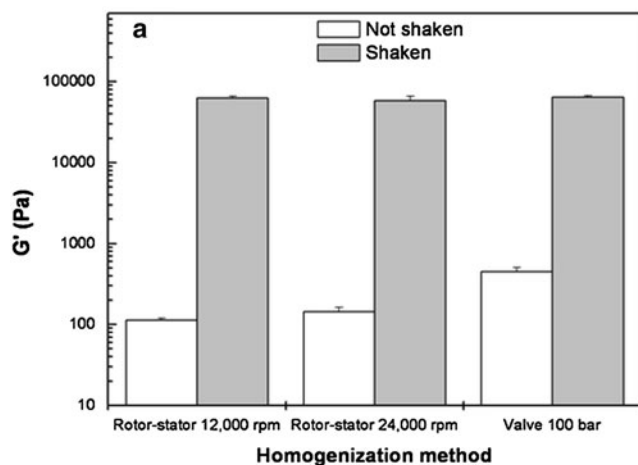 a
Not shaken
Shaken
100000
10000
1000
100
10
G' (Pa)
Rotor-stator 12,000 rpm Rotor-stator 24,000 rpm Valve 100 bar
Homogenization method